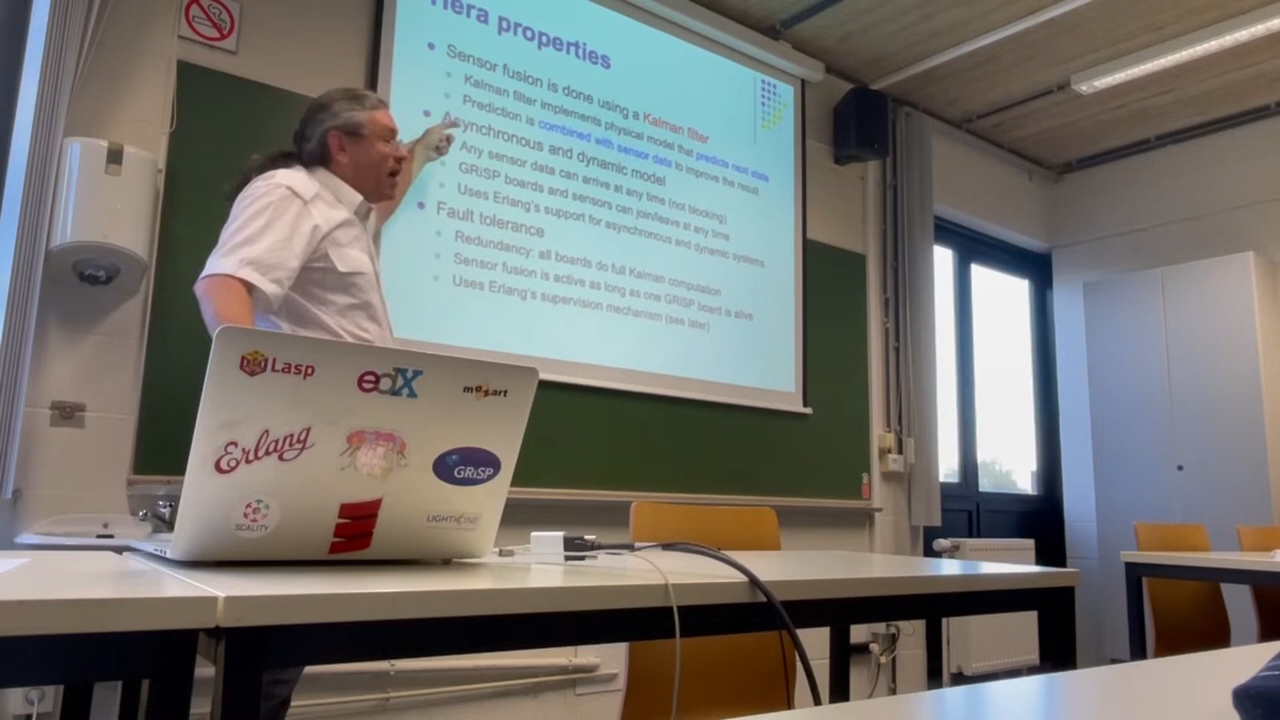 Hera properties
Sensor fusion is done using a Kalman filter
Kalman filter implements physical model that predicts next state
Prediction is combined with sensor data to improve the result
Asynchronous and dynamic model
Any sensor data can arrive at any time (not blocking)
GRiSP boards and sensors can join/leave at any time
Uses Erlang's support for asynchronous and dynamic systems
Fault tolerance
Redundancy: all boards do full Kalman computation
Sensor fusion is active as long as one GRiSP board is alive
Uses Erlang's supervision mechanism (see later)
Lasp
edX
mozart
Erlang
GRiSP
SCALITY
LIGHTKONE